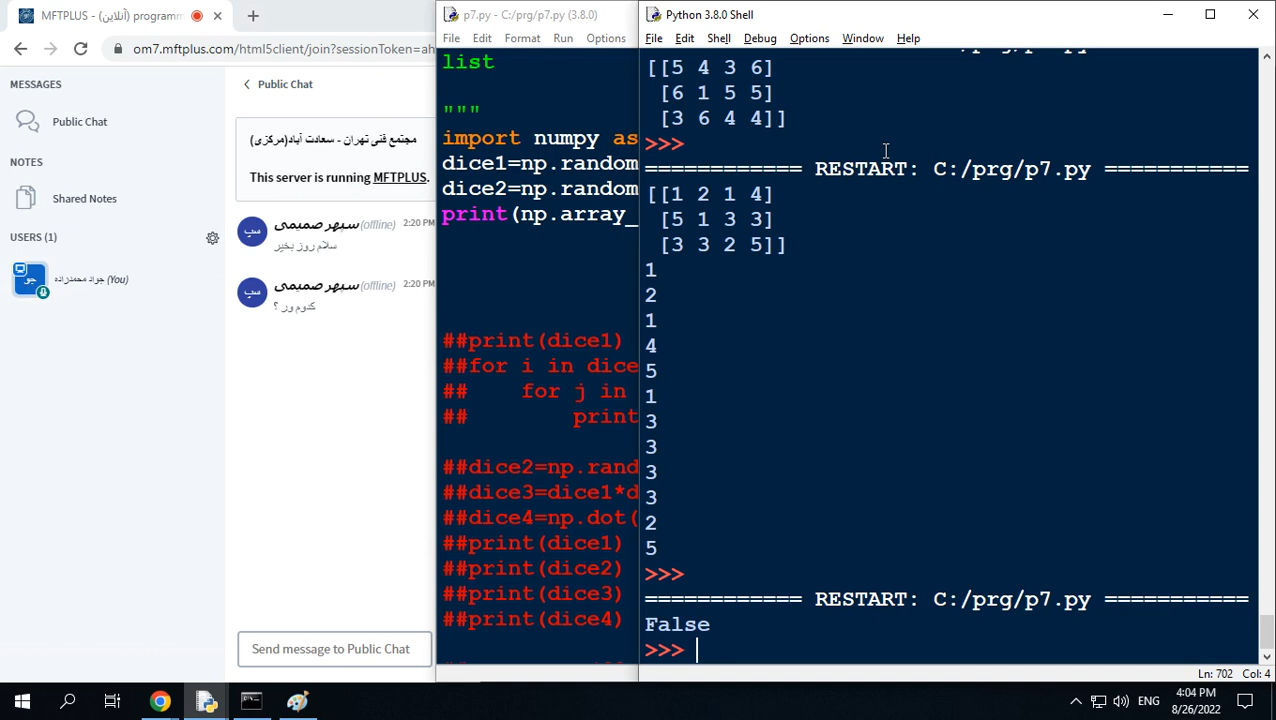 MFTPLUS - (آنلاین) programm
om7.mftplus.com/html5client/join?sessionToken=ah
MESSAGES
Public Chat
NOTES
Shared Notes
USERS (1)
جواد محمدزاده (You)
جو
Public Chat
مجتمع فنی تهران - سعادت آباد(مرکزی)
This server is running MFTPLUS.
سپ
سپهر صمیمی (offline) 2:20 PM
سلام روز بخیر
سپ
سپهر صمیمی (offline) 2:20 PM
کدوم ور ؟
Send message to Public Chat
p7.py - C:/prg/p7.py (3.8.0)
File Edit Format Run Options
list
"""
import numpy as
dice1=np.random
dice2=np.random
print(np.array_
##print(dice1)
##for i in dice
## for j in
## print
##dice2=np.rand
##dice3=dice1*d
##dice4=np.dot(
##print(dice1)
##print(dice2)
##print(dice3)
##print(dice4)
Python 3.8.0 Shell
File Edit Shell Debug Options Window Help
[[5 4 3 6]
[6 1 5 5]
[3 6 4 4]]
>>>
============ RESTART: C:/prg/p7.py ===========
[[1 2 1 4]
[5 1 3 3]
[3 3 2 5]]
1
2
1
4
5
1
3
3
3
3
2
5
>>>
============ RESTART: C:/prg/p7.py ===========
False
>>>
Ln: 702 Col: 4
ENG
4:04 PM
8/26/2022